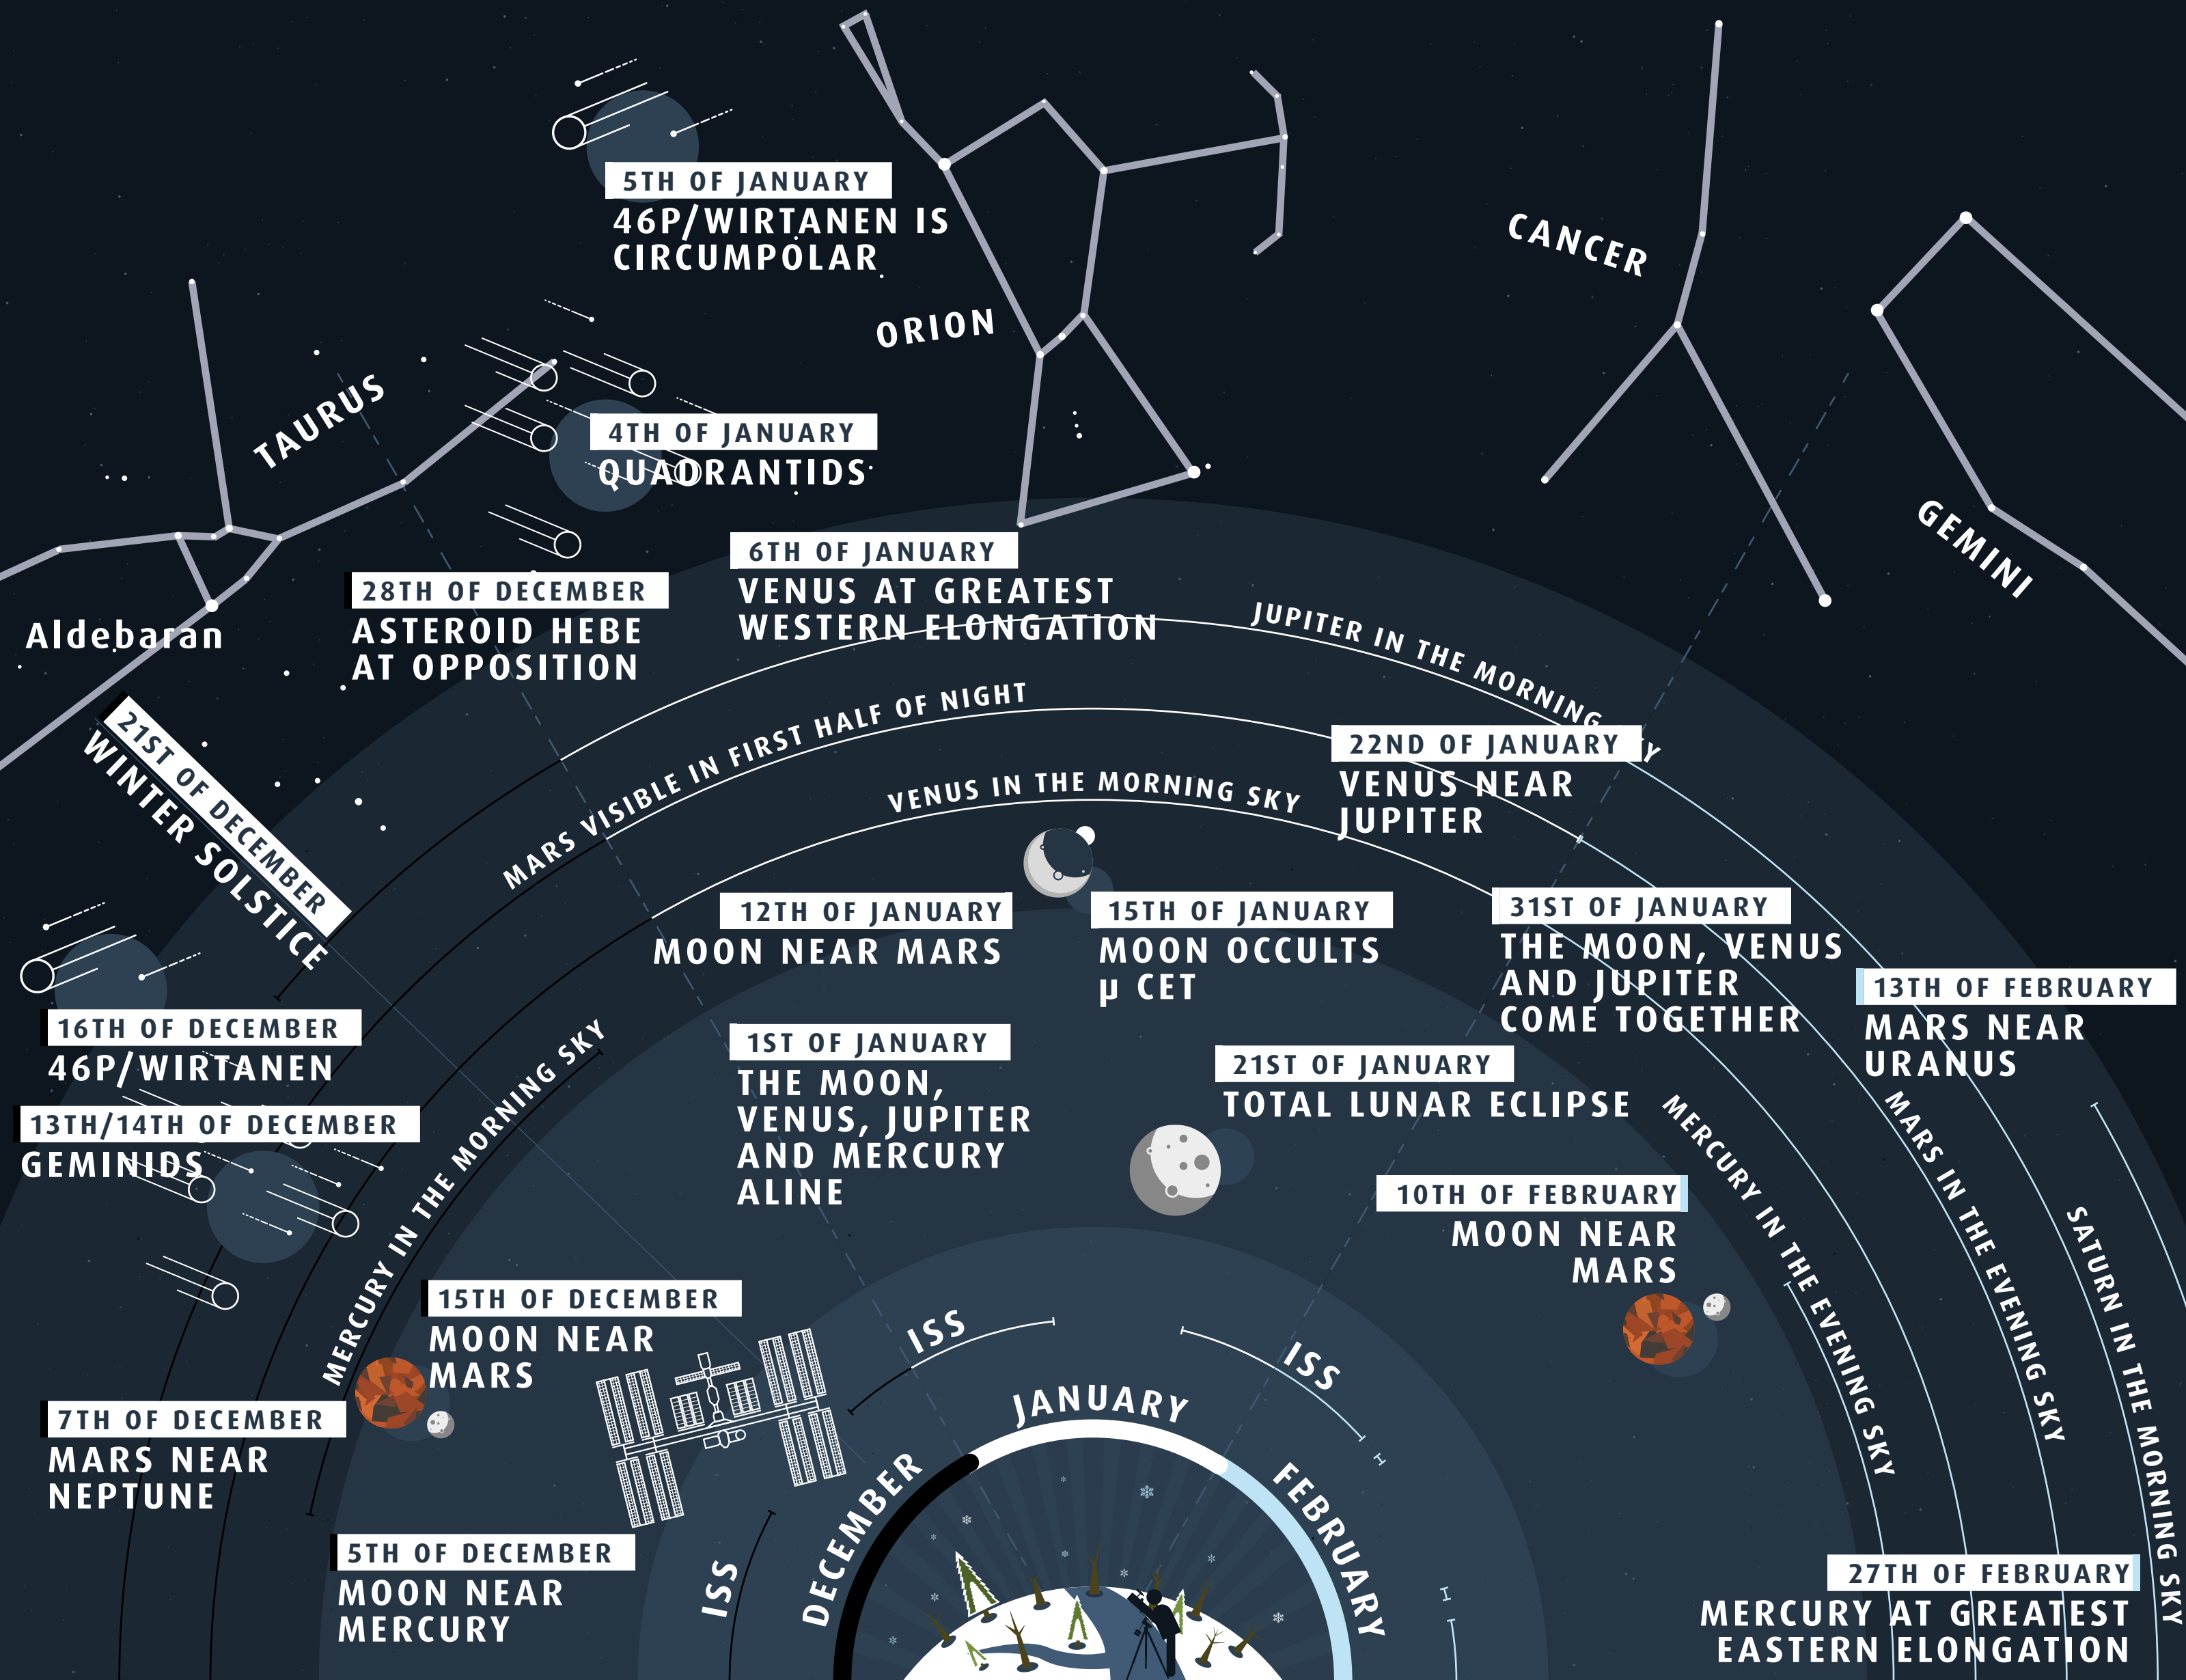 5TH OF JANUARY
46P/WIRTANEN IS
CIRCUMPOLAR
CANCER
ORION
TAURUS
4TH OF JANUARY
QUADRANTIDS
GEMINI
6TH OF JANUARY
VENUS AT GREATEST
WESTERN ELONGATION
28TH OF DECEMBER
ASTEROID HEBE
AT OPPOSITION
Aldebaran
JUPITER IN THE MORNING
MARS VISIBLE IN FIRST HALF OF NIGHT
21ST OF DECEMBER
WINTER SOLSTICE
22ND OF JANUARY
VENUS NEAR
JUPITER
VENUS IN THE MORNING SKY
12TH OF JANUARY
MOON NEAR MARS
15TH OF JANUARY
MOON OCCULTS
µ CET
31ST OF JANUARY
THE MOON, VENUS
AND JUPITER
COME TOGETHER
13TH OF FEBRUARY
MARS NEAR
URANUS
16TH OF DECEMBER
46P/WIRTANEN
1ST OF JANUARY
THE MOON,
VENUS, JUPITER
AND MERCURY
ALINE
21ST OF JANUARY
TOTAL LUNAR ECLIPSE
13TH/14TH OF DECEMBER
GEMINIDS
MERCURY IN THE MORNING SKY
MERCURY IN THE EVENING SKY
MARS IN THE EVENING SKY
SATURN IN THE MORNING SKY
10TH OF FEBRUARY
MOON NEAR
MARS
15TH OF DECEMBER
MOON NEAR
MARS
ISS
ISS
7TH OF DECEMBER
MARS NEAR
NEPTUNE
JANUARY
DECEMBER
FEBRUARY
5TH OF DECEMBER
MOON NEAR
MERCURY
ISS
27TH OF FEBRUARY
MERCURY AT GREATEST
EASTERN ELONGATION